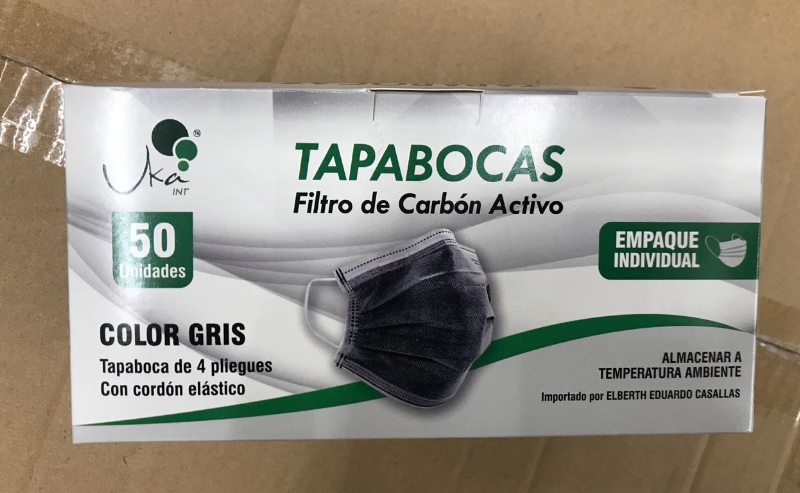 Uka
TM
INT
TAPABOCAS
Filtro de Carbón Activo
50
Unidades
EMPAQUE
INDIVIDUAL
COLOR GRIS
Tapaboca de 4 pliegues
Con cordón elástico
ALMACENAR A
TEMPERATURA AMBIENTE
Importado por ELBERTH EDUARDO CASALLAS